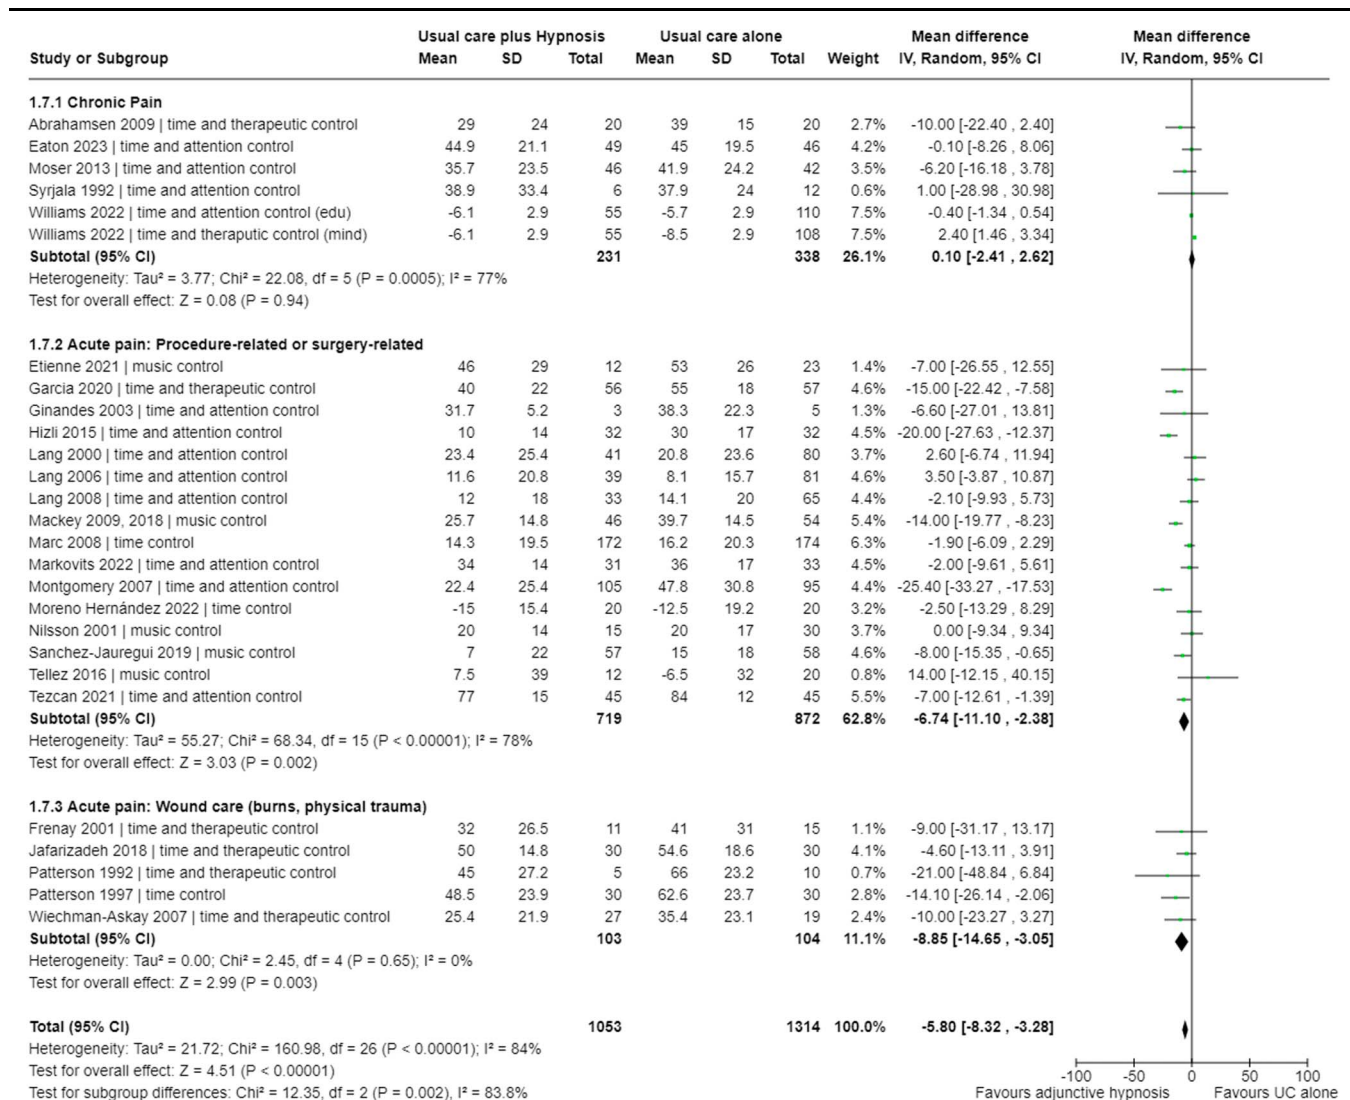 Usual care plus Hypnosis Usual care alone Mean difference Mean difference
Study or Subgroup Mean SD Total Mean SD Total Weight IV, Random, 95% CI IV, Random, 95% CI
1.7.1 Chronic Pain
Abrahamsen 2009 | time and therapeutic control 29 24 20 39 15 20 2.7% -10.00 [-22.40 , 2.40]
Eaton 2023 | time and attention control 44.9 21.1 49 45 19.5 46 4.2% -0.10 [-8.26 , 8.06]
Moser 2013 | time and attention control 35.7 23.5 46 41.9 24.2 42 3.5% -6.20 [-16.18 , 3.78]
Syrjala 1992 | time and attention control 38.9 33.4 6 37.9 24 12 0.6% 1.00 [-28.98 , 30.98]
Williams 2022 | time and attention control (edu) -6.1 2.9 55 -5.7 2.9 110 7.5% -0.40 [-1.34 , 0.54]
Williams 2022 | time and theraputic control (mind) -6.1 2.9 55 -8.5 2.9 108 7.5% 2.40 [1.46 , 3.34]
Subtotal (95% CI) 231 338 26.1% 0.10 [-2.41 , 2.62]
Heterogeneity: Tau² = 3.77; Chi² = 22.08, df = 5 (P = 0.0005); I² = 77%
Test for overall effect: Z = 0.08 (P = 0.94)
1.7.2 Acute pain: Procedure-related or surgery-related
Etienne 2021 | music control 46 29 12 53 26 23 1.4% -7.00 [-26.55 , 12.55]
Garcia 2020 | time and therapeutic control 40 22 56 55 18 57 4.6% -15.00 [-22.42 , -7.58]
Ginandes 2003 | time and attention control 31.7 5.2 3 38.3 22.3 5 1.3% -6.60 [-27.01 , 13.81]
Hizli 2015 | time and attention control 10 14 32 30 17 32 4.5% -20.00 [-27.63 , -12.37]
Lang 2000 | time and attention control 23.4 25.4 41 20.8 23.6 80 3.7% 2.60 [-6.74 , 11.94]
Lang 2006 | time and attention control 11.6 20.8 39 8.1 15.7 81 4.6% 3.50 [-3.87 , 10.87]
Lang 2008 | time and attention control 12 18 33 14.1 20 65 4.4% -2.10 [-9.93 , 5.73]
Mackey 2009, 2018 | music control 25.7 14.8 46 39.7 14.5 54 5.4% -14.00 [-19.77 , -8.23]
Marc 2008 | time control 14.3 19.5 172 16.2 20.3 174 6.3% -1.90 [-6.09 , 2.29]
Markovits 2022 | time and attention control 34 14 31 36 17 33 4.5% -2.00 [-9.61 , 5.61]
Montgomery 2007 | time and attention control 22.4 25.4 105 47.8 30.8 95 4.4% -25.40 [-33.27 , -17.53]
Moreno Hernández 2022 | time control -15 15.4 20 -12.5 19.2 20 3.2% -2.50 [-13.29 , 8.29]
Nilsson 2001 | music control 20 14 15 20 17 30 3.7% 0.00 [-9.34 , 9.34]
Sanchez-Jauregui 2019 | music control 7 22 57 15 18 58 4.6% -8.00 [-15.35 , -0.65]
Tellez 2016 | music control 7.5 39 12 -6.5 32 20 0.8% 14.00 [-12.15 , 40.15]
Tezcan 2021 | time and attention control 77 15 45 84 12 45 5.5% -7.00 [-12.61 , -1.39]
Subtotal (95% CI) 719 872 62.8% -6.74 [-11.10 , -2.38]
Heterogeneity: Tau² = 55.27; Chi² = 68.34, df = 15 (P < 0.00001); I² = 78%
Test for overall effect: Z = 3.03 (P = 0.002)
1.7.3 Acute pain: Wound care (burns, physical trauma)
Frenay 2001 | time and therapeutic control 32 26.5 11 41 31 15 1.1% -9.00 [-31.17 , 13.17]
Jafarizadeh 2018 | time and therapeutic control 50 14.8 30 54.6 18.6 30 4.1% -4.60 [-13.11 , 3.91]
Patterson 1992 | time and therapeutic control 45 27.2 5 66 23.2 10 0.7% -21.00 [-48.84 , 6.84]
Patterson 1997 | time control 48.5 23.9 30 62.6 23.7 30 2.8% -14.10 [-26.14 , -2.06]
Wiechman-Askay 2007 | time and therapeutic control 25.4 21.9 27 35.4 23.1 19 2.4% -10.00 [-23.27 , 3.27]
Subtotal (95% CI) 103 104 11.1% -8.85 [-14.65 , -3.05]
Heterogeneity: Tau² = 0.00; Chi² = 2.45, df = 4 (P = 0.65); I² = 0%
Test for overall effect: Z = 2.99 (P = 0.003)
Total (95% CI) 1053 1314 100.0% -5.80 [-8.32 , -3.28]
Heterogeneity: Tau² = 21.72; Chi² = 160.98, df = 26 (P < 0.00001); I² = 84%
Test for overall effect: Z = 4.51 (P < 0.00001)
-100 -50 0 50 100
Test for subgroup differences: Chi² = 12.35, df = 2 (P = 0.002), I² = 83.8% Favours adjunctive hypnosis Favours UC alone